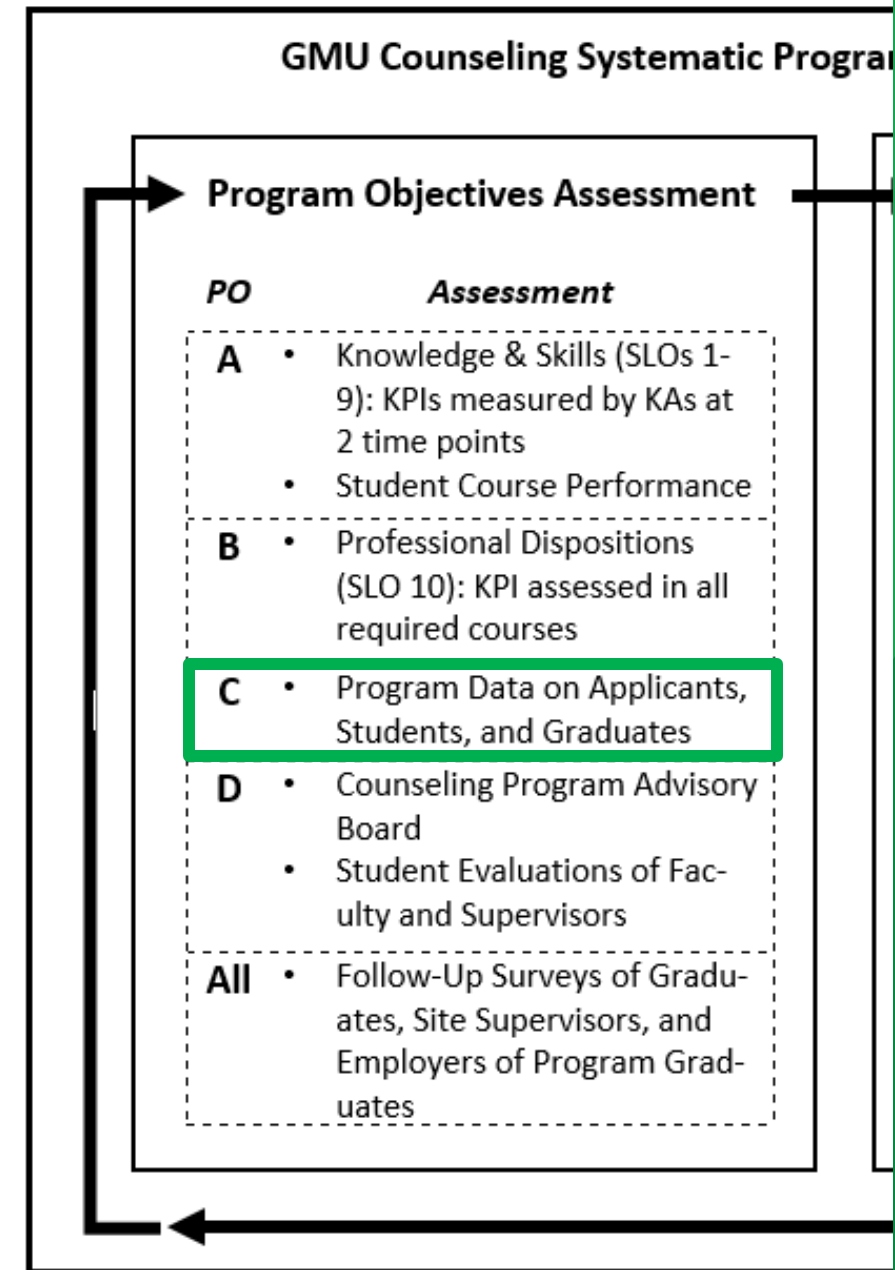 GMU Counseling Systematic
Program Objectives Assessment
PO Assessment
A • Knowledge & Skills (SLOs 1-
9): KPIs measured by KAs at
2 time points
• Student Course Performance
B • Professional Dispositions
(SLO 10): KPI assessed in all
required courses
C • Program Data on Applicants,
Students, and Graduates
D • Counseling Program Advisory
Board
• Student Evaluations of Fac-
ulty and Supervisors
All • Follow-Up Surveys of Gradu-
ates, Site Supervisors, and
Employers of Program Grad-
uates